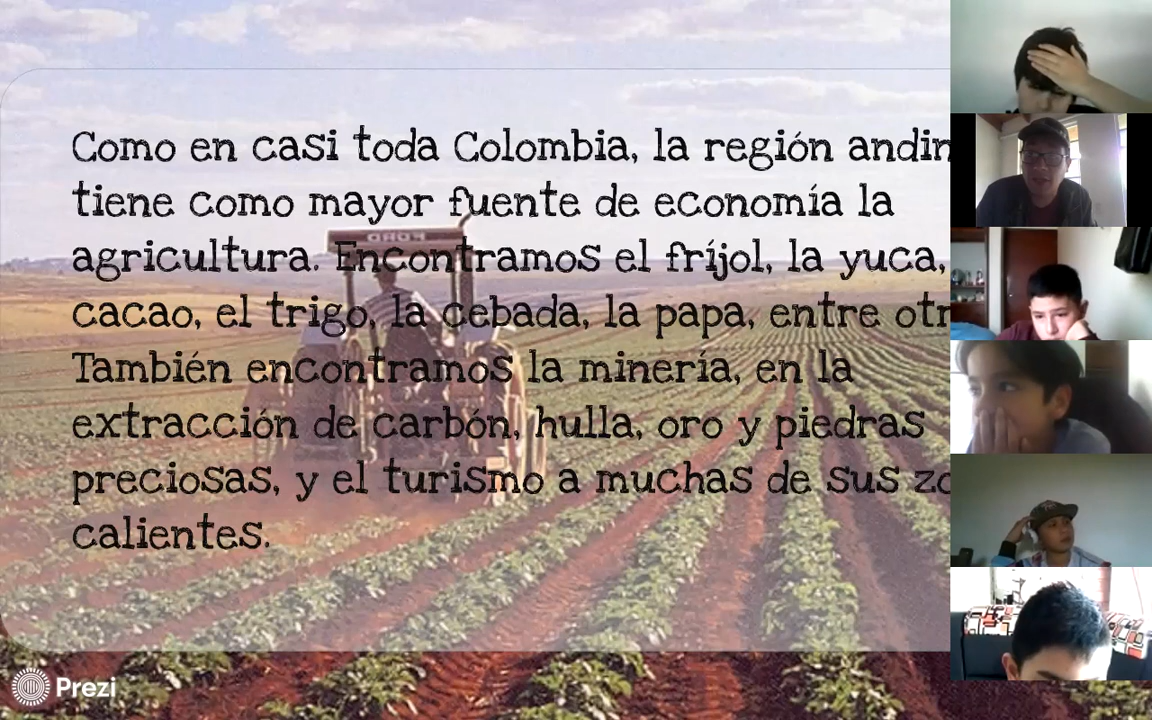 Como en casi toda Colombia, la región andin
tiene como mayor fuente de economía la
agricultura. Encontramos el fríjol, la yuca,
cacao, el trigo, la cebada, la papa, entre otr
También encontramos la minería, en la
extracción de carbón, hulla, oro y piedras
preciosas, y el turismo a muchas de sus zo
calientes.
FORD
Prezi